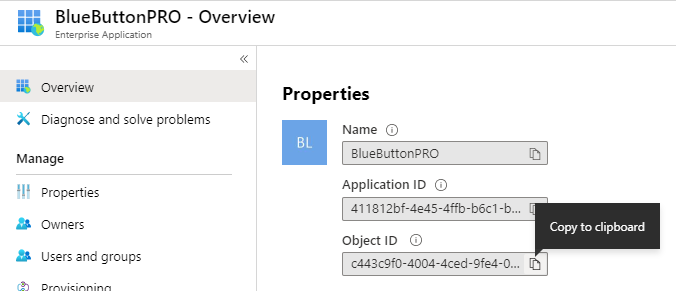 BlueButtonPRO - Overview
Enterprise Application
«
Overview
Diagnose and solve problems
Manage
Properties
Owners
Users and groups
Provisioning
Properties
BL
Name
BlueButtonPRO
Application ID
411812bf-4e45-4ffb-b6c1-b...
Copy to clipboard
Object ID
c443c9f0-4004-4ced-9fe4-0...